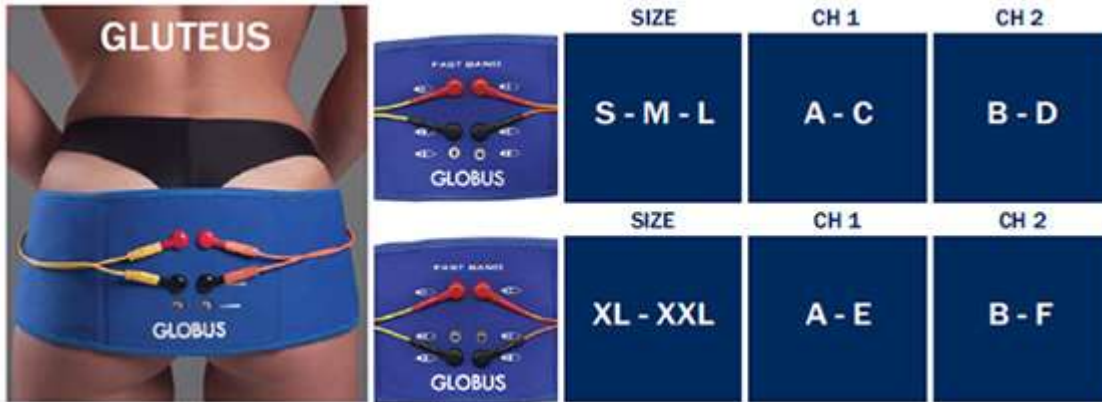 GLUTEUS
GLOBUS
FAST BAND
GLOBUS
SIZE CH 1 CH 2
S - M - L A - C B - D
FAST BAND
GLOBUS
SIZE CH 1 CH 2
XL - XXL A - E B - F